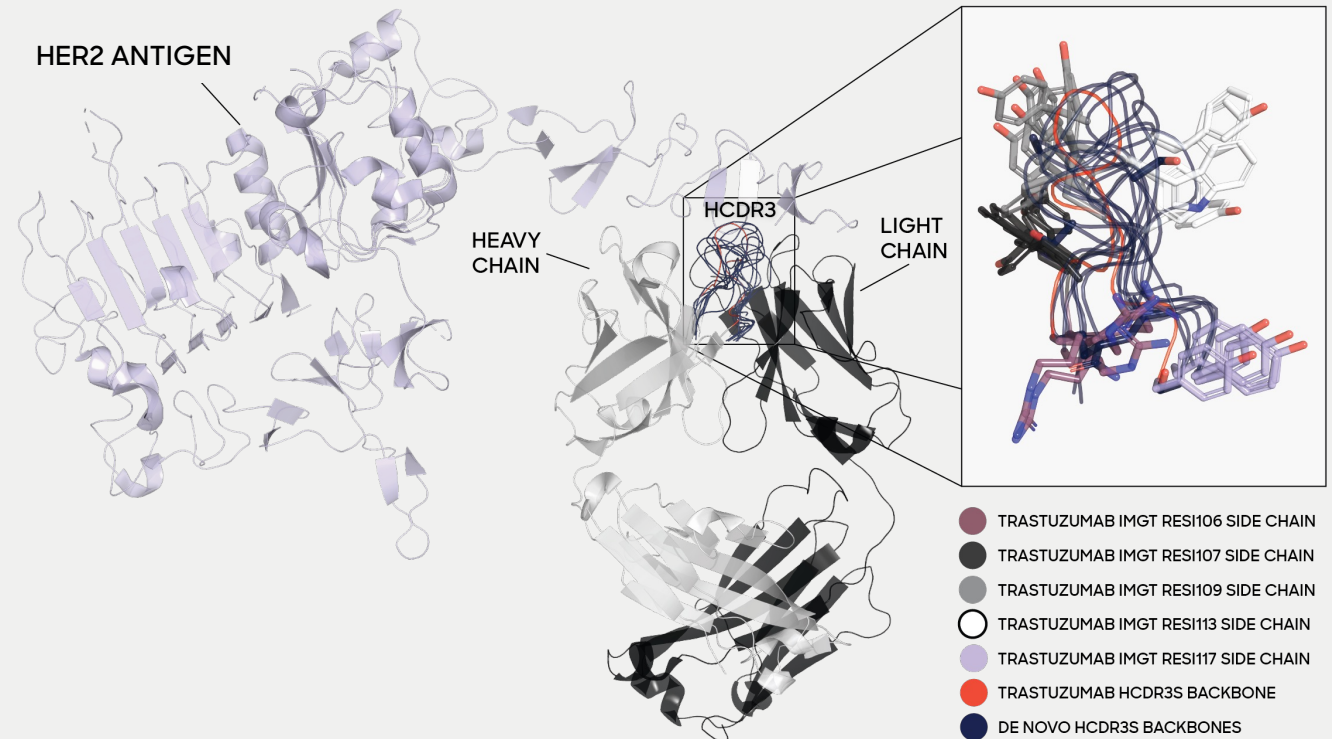 HER2 ANTIGEN
HCDR3
HEAVY
CHAIN
LIGHT
CHAIN
TRASTUZUMAB IMGT RESI106 SIDE CHAIN
TRASTUZUMAB IMGT RESI107 SIDE CHAIN
TRASTUZUMAB IMGT RESI109 SIDE CHAIN
TRASTUZUMAB IMGT RESI113 SIDE CHAIN
TRASTUZUMAB IMGT RESI117 SIDE CHAIN
TRASTUZUMAB HCDR3S BACKBONE
DE NOVO HCDR3S BACKBONES